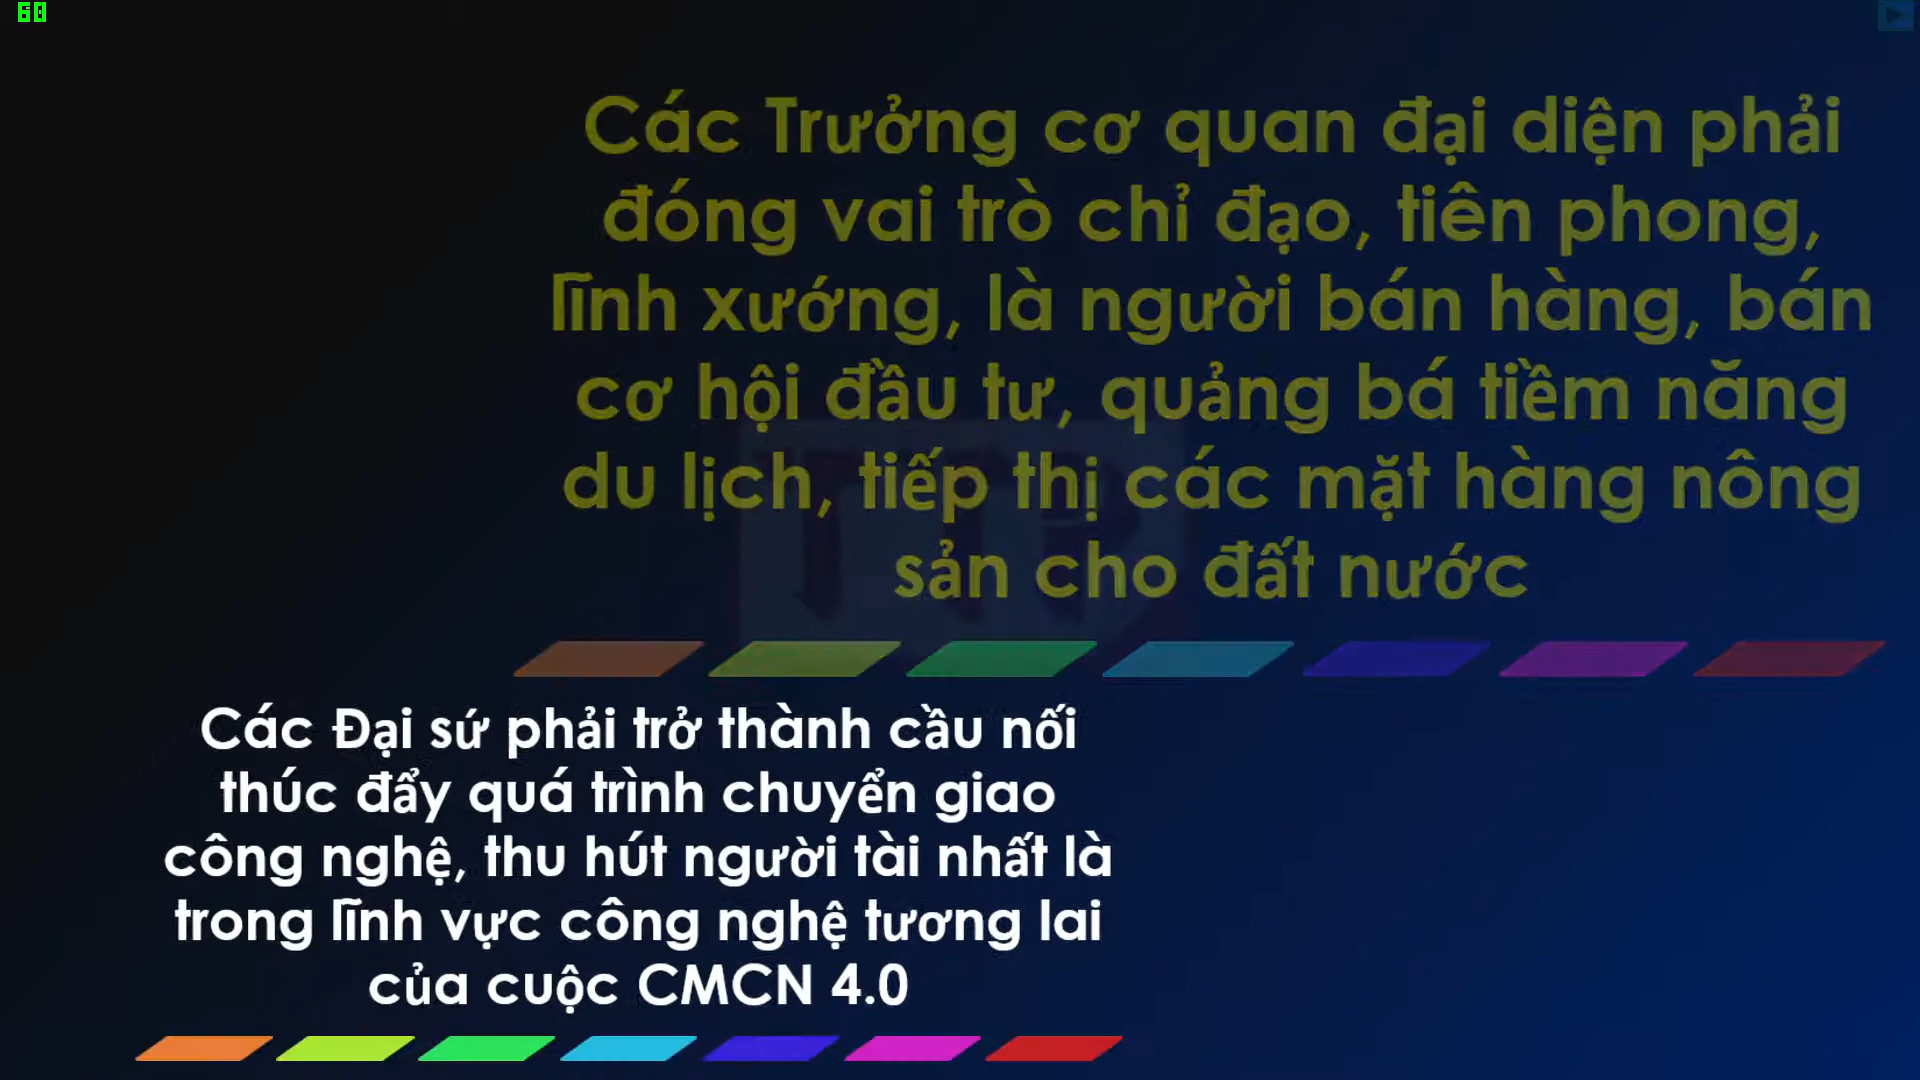 60
Các Trưởng cơ quan đại diện phải
đóng vai trò chỉ đạo, tiên phong,
lĩnh xướng, là người bán hàng, bán
cơ hội đầu tư, quảng bá tiềm năng
du lịch, tiếp thị các mặt hàng nông
sản cho đất nước
Các Đại sứ phải trở thành cầu nối
thúc đẩy quá trình chuyển giao
công nghệ, thu hút người tài nhất là
trong lĩnh vực công nghệ tương lai
của cuộc CMCN 4.0